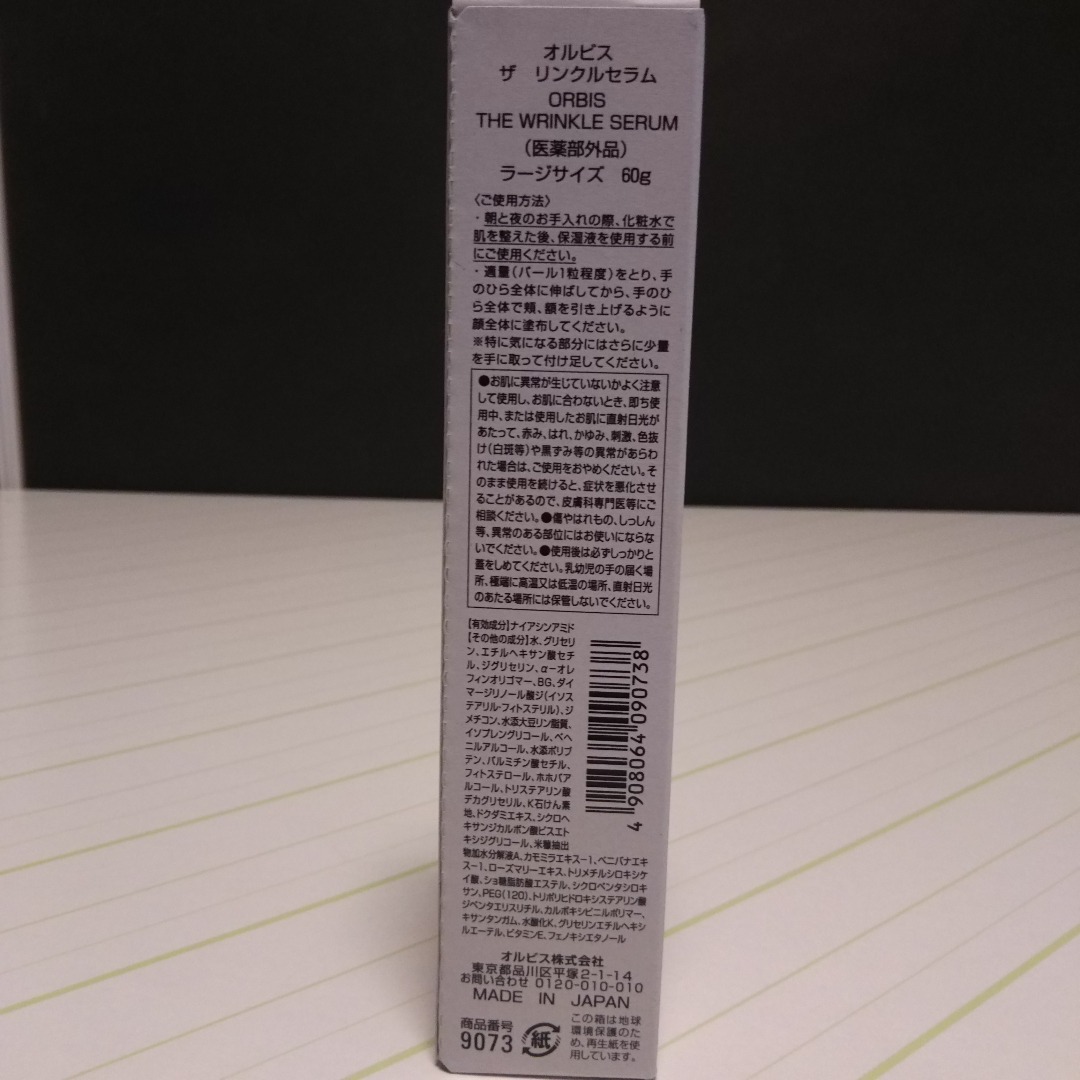 オルビス
ザ リンクルセラム
ORBIS
THE WRINKLE SERUM
(医薬部外品)
ラージサイズ 60g
〈ご使用方法〉
・朝と夜のお手入れの際、化粧水で
肌を整えた後、保湿液を使用する前
にご使用ください。
・適量(パール1粒程度)をとり、手
のひら全体に伸ばしてから、手のひ
ら全体で頬、額を引き上げるように
顔全体に塗布してください。
※特に気になる部分にはさらに少量
を手に取って付け足してください。
●お肌に異常が生じていないかよく注意
して使用し、お肌に合わないとき、即ち使
用中、または使用したお肌に直射日光が
あたって、赤み、はれ、かゆみ、刺激、色抜
け(白斑等)や黒ずみ等の異常があらわ
れた場合は、ご使用をおやめください。そ
のまま使用を続けると、症状を悪化させ
ることがあるので、皮膚科専門医等にご
相談ください。●傷やはれもの、しっしん
等、異常のある部位にはお使いにならな
いでください。●使用後は必ずしっかりと
蓋をしめてください。乳幼児の手の届く場
所、極端に高温又は低温の場所、直射日光
のあたる場所には保管しないでください。
【有効成分】ナイアシンアミド
【その他の成分】水、グリセリ
ン、エチルヘキサン酸セチ
ル、ジグリセリン、α-オレ
フィンオリゴマー、BG、ダイ
マージリノール酸ジ(イソス
テアリル・フィトステリル)、ジ
メチコン、水添大豆リン脂質、
イソプレングリコール、ベヘ
ニルアルコール、水添ポリブ
テン、パルミチン酸セチル、
フィトステロール、ホホバア
ルコール、トリステアリン酸
デカグリセリル、K石けん素
地、ドクダミエキス、シクロヘ
キサンジカルボン酸ビスエト
キシジグリコール、米糠抽出
物加水分解液A、カモミラエキス-1、ベニバナエキ
ス-1、ローズマリーエキス、トリメチルシロキシケ
イ酸、ショ糖脂肪酸エステル、シクロペンタシロキ
サン、PEG(120)、トリポリヒドロキシステアリン酸
ジペンタエリスリチル、カルボキシビニルポリマー、
キサンタンガム、水酸化K、グリセリンエチルヘキシ
ルエーテル、ビタミンE、フェノキシエタノール
4908064090738
オルビス株式会社
東京都品川区平塚2-1-14
お問い合わせ 0120-010-010
MADE IN JAPAN
商品番号
9073
紙
この箱は地球
環境保護のた
め、再生紙を使
用しています。